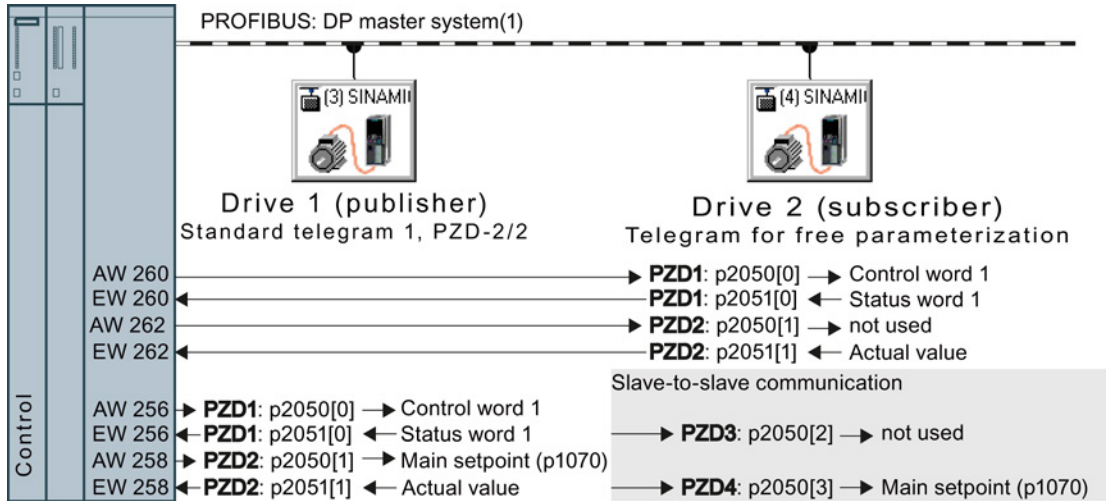 PROFIBUS: DP master system(1)
(3) SINAMI
(4) SINAMI
Drive 1 (publisher)
Standard telegram 1, PZD-2/2
Drive 2 (subscriber)
Telegram for free parameterization
AW 260 PZD1: p2050[0] Control word 1
EW 260 PZD1: p2051[0] Status word 1
AW 262 PZD2: p2050[1] not used
EW 262 PZD2: p2051[1] Actual value
Slave-to-slave communication
AW 256 PZD1: p2050[0] Control word 1
EW 256 PZD1: p2051[0] Status word 1 PZD3: p2050[2] not used
AW 258 PZD2: p2050[1] Main setpoint (p1070)
EW 258 PZD2: p2051[1] Actual value PZD4: p2050[3] Main setpoint (p1070)
Control